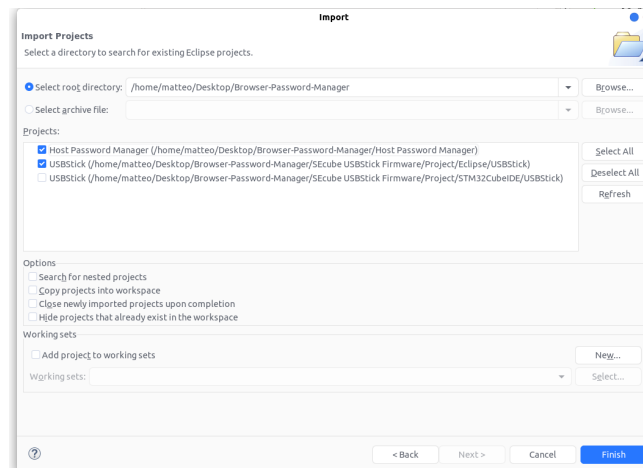 Import
Import Projects
Select a directory to search for existing Eclipse projects.
Select root directory: /home/matteo/Desktop/Browser-Password-Manager Browse...
Select archive file: Browse...
Projects:
Host Password Manager (/home/matteo/Desktop/Browser-Password-Manager/Host Password Manager) Select All
USBStick (/home/matteo/Desktop/Browser-Password-Manager/SEcube USBStick Firmware/Project/Eclipse/USBStick)
Deselect All
USBStick (/home/matteo/Desktop/Browser-Password-Manager/SEcube USBStick Firmware/Project/STM32CubeIDE/USBStick)
Refresh
Options
Search for nested projects
Copy projects into workspace
Close newly imported projects upon completion
Hide projects that already exist in the workspace
Working sets
Add project to working sets New...
Working sets: Select...
? < Back Next > Cancel Finish